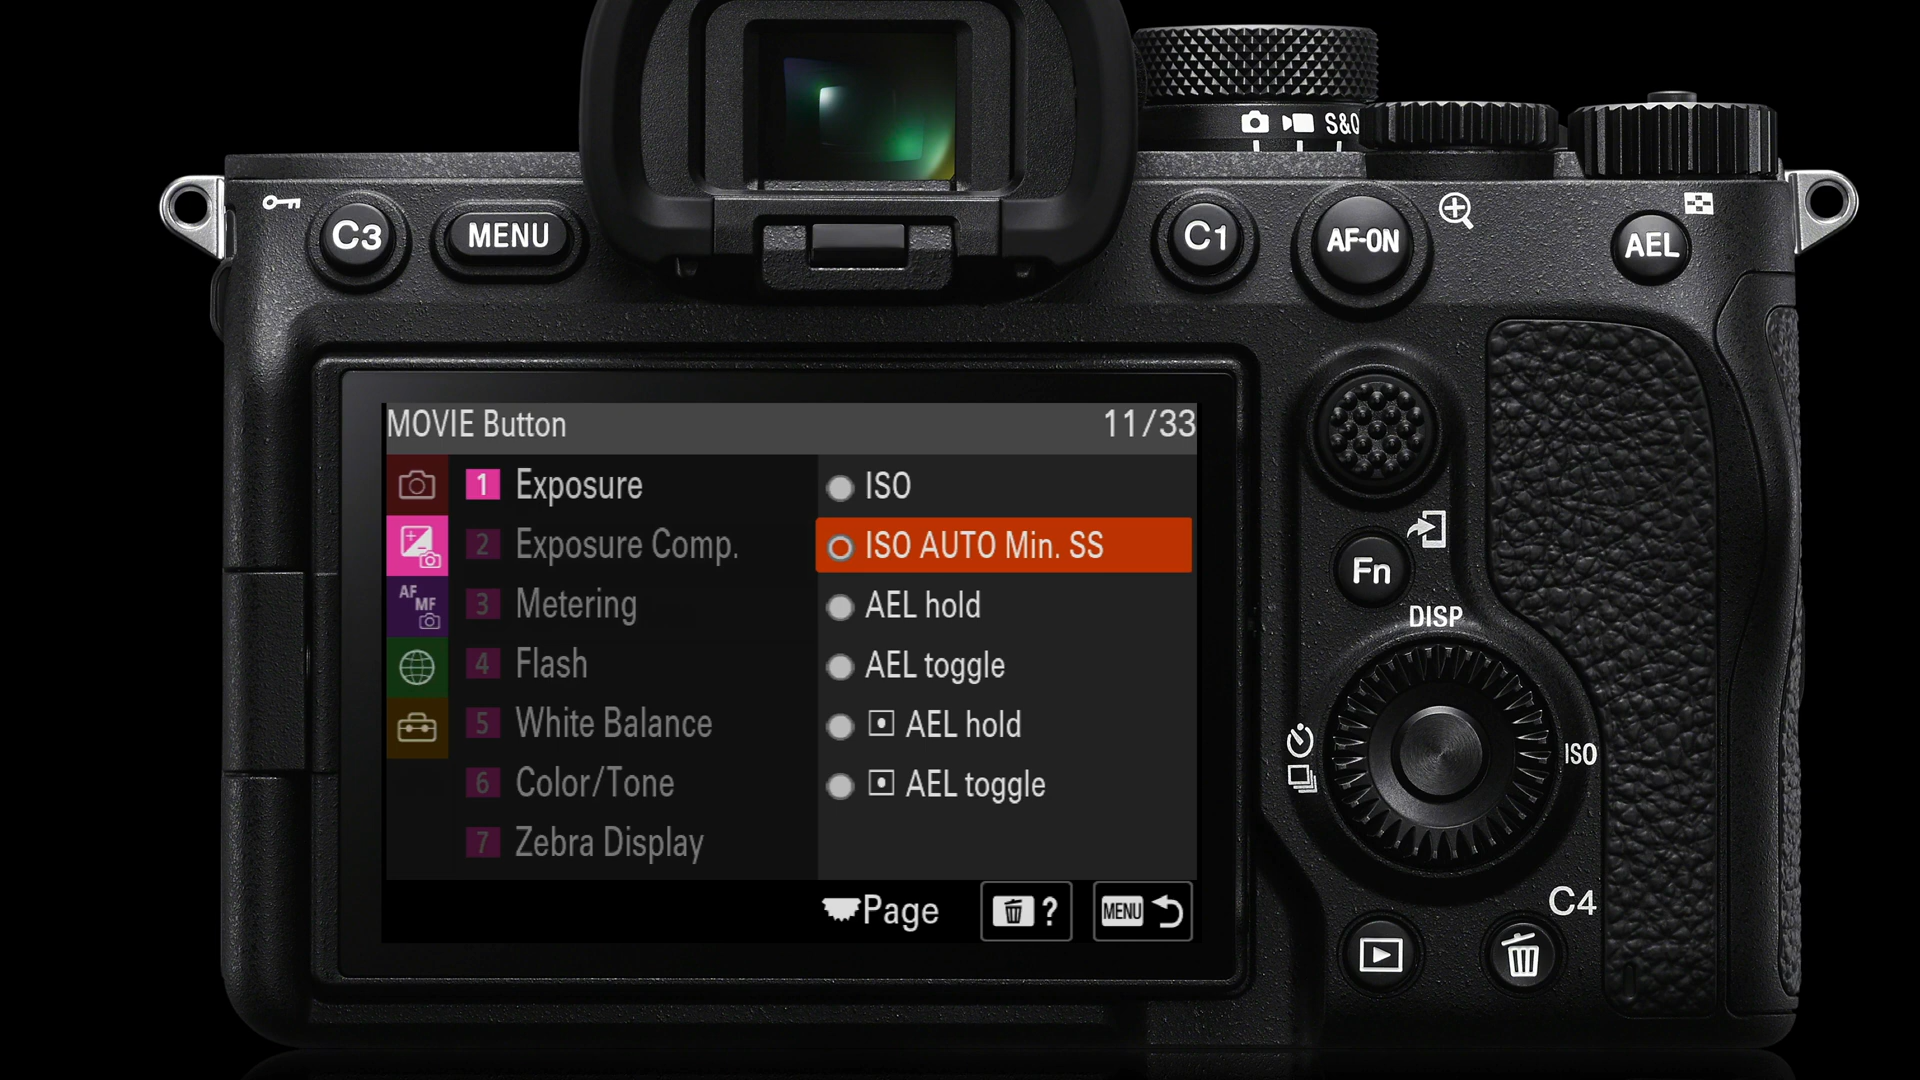 S&Q
C3
MENU
C1
AF-ON
AEL
MOVIE Button 11/33
1 Exposure
2 Exposure Comp.
3 Metering
4 Flash
5 White Balance
6 Color/Tone
7 Zebra Display
AF
MF
ISO
ISO AUTO Min. SS
AEL hold
AEL toggle
AEL hold
AEL toggle
Page
?
MENU
Fn
DISP
ISO
C4